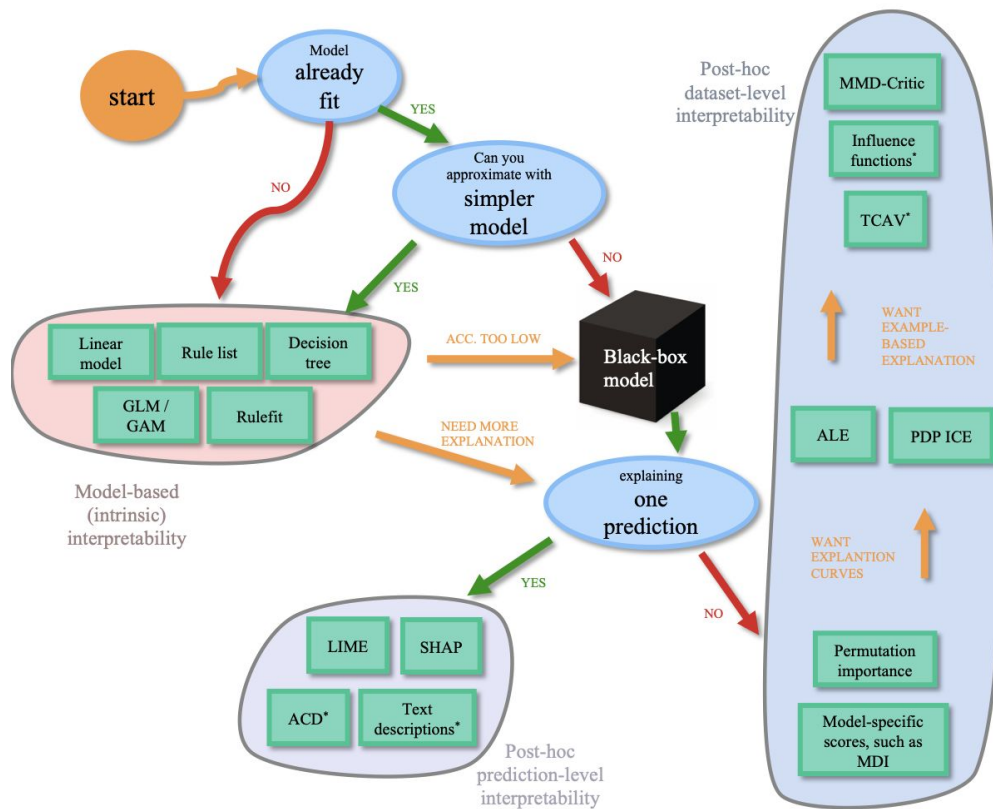 start
Model
already
fit
YES
NO
Can you
approximate with
simpler
model
YES
NO
Linear
model
Rule list
Decision
tree
GLM /
GAM
Rulefit
Model-based
(intrinsic)
interpretability
ACC. TOO LOW
NEED MORE
EXPLANATION
Black-box
model
explaining
one
prediction
YES
NO
LIME
SHAP
ACD*
Text
descriptions*
Post-hoc
prediction-level
interpretability
Post-hoc
dataset-level
interpretability
MMD-Critic
Influence
functions*
TCAV*
WANT
EXAMPLE-
BASED
EXPLANATION
ALE
PDP ICE
WANT
EXPLANTION
CURVES
Permutation
importance
Model-specific
scores, such as
MDI